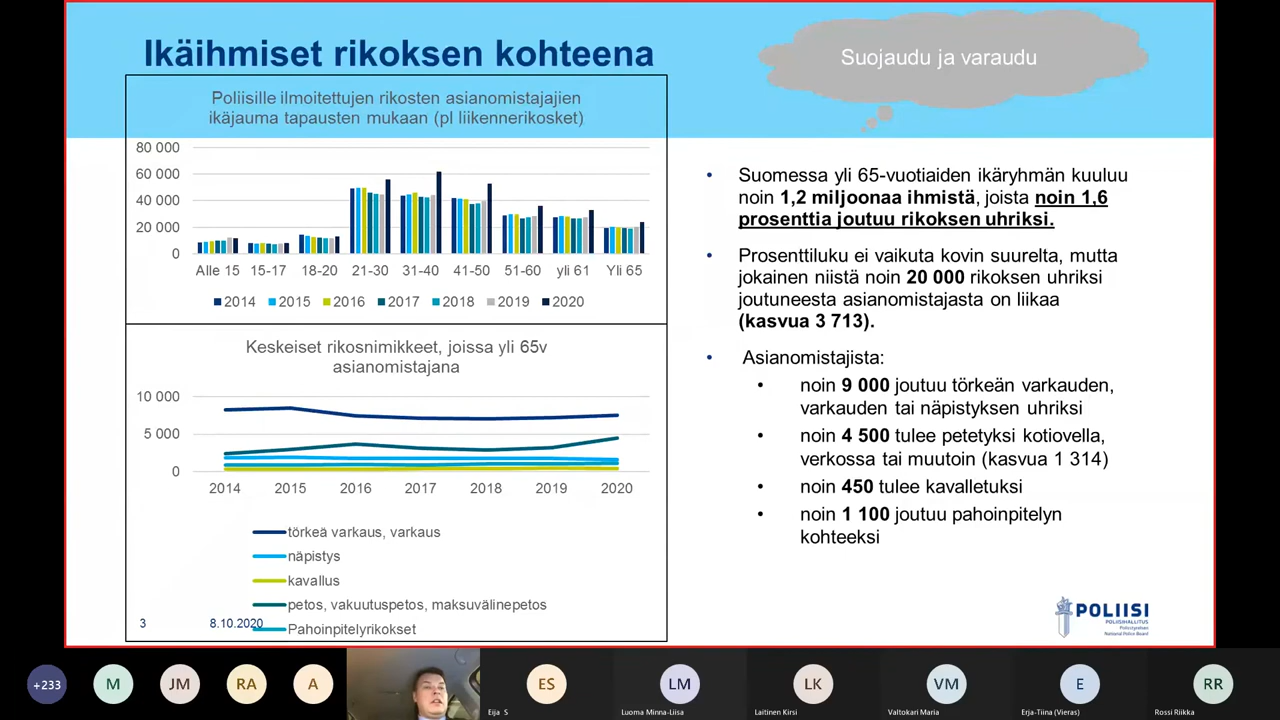 Ikäihmiset rikoksen kohteena
Suojaudu ja varaudu
Poliisille ilmoitettujen rikosten asianomistajajien
ikäjauma tapausten mukaan (pl liikennerikosket)
80 000
60 000
40 000
20 000
0
Alle 15 15-17 18-20 21-30 31-40 41-50 51-60 yli 61 Yli 65
2014 2015 2016 2017 2018 2019 2020
Keskeiset rikosnimikkeet, joissa yli 65v
asianomistajana
10 000
5 000
0
2014 2015 2016 2017 2018 2019 2020
törkeä varkaus, varkaus
näpistys
kavallus
petos, vakuutuspetos, maksuvälinepetos
Pahoinpitelyrikokset
3 8.10.2020
• Suomessa yli 65-vuotiaiden ikäryhmän kuuluu
noin 1,2 miljoonaa ihmistä, joista noin 1,6
prosenttia joutuu rikoksen uhriksi.
• Prosenttiluku ei vaikuta kovin suurelta, mutta
jokainen niistä noin 20 000 rikoksen uhriksi
joutuneesta asianomistajasta on liikaa
(kasvua 3 713).
• Asianomistajista:
• noin 9 000 joutuu törkeän varkauden,
varkauden tai näpistyksen uhriksi
• noin 4 500 tulee petetyksi kotiovella,
verkossa tai muutoin (kasvua 1 314)
• noin 450 tulee kavalletuksi
• noin 1 100 joutuu pahoinpitelyn
kohteeksi
POLIISI
POLIISIHALLITUS
Polisstyrelsen
National Police Board
+233 M JM RA A ES LM LK VM E RR
Eija S Luoma Minna-Liisa Laitinen Kirsi Valtokari Maria Erja-Tiina (Vieras) Rossi Riikka